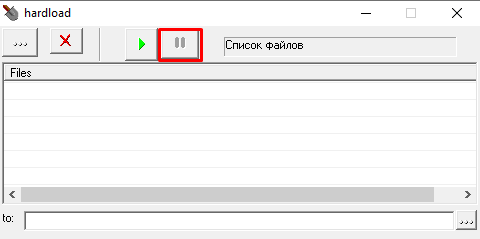 hardload
...
Список файлов
Files
to:
...